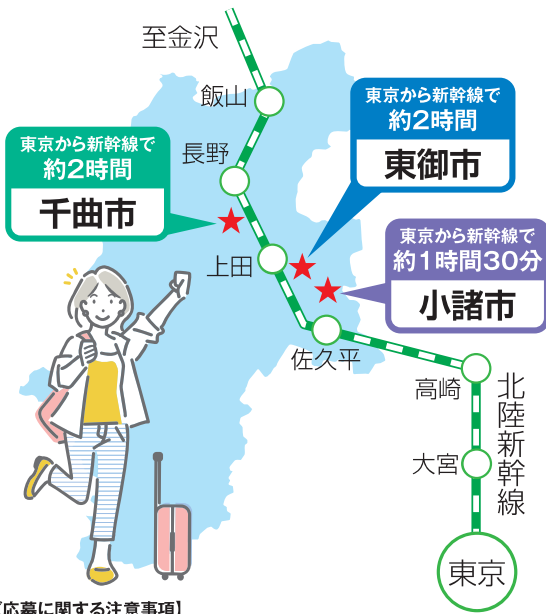 至金沢
飯山
東京から新幹線で
約2時間
東御市
東京から新幹線で
約2時間
千曲市
長野
上田
東京から新幹線で
約1時間30分
小諸市
佐久平
高崎
北陸新幹線
大宮
東京
応募に関する注意事項】